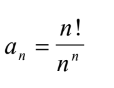 aₙ = n! / nⁿ